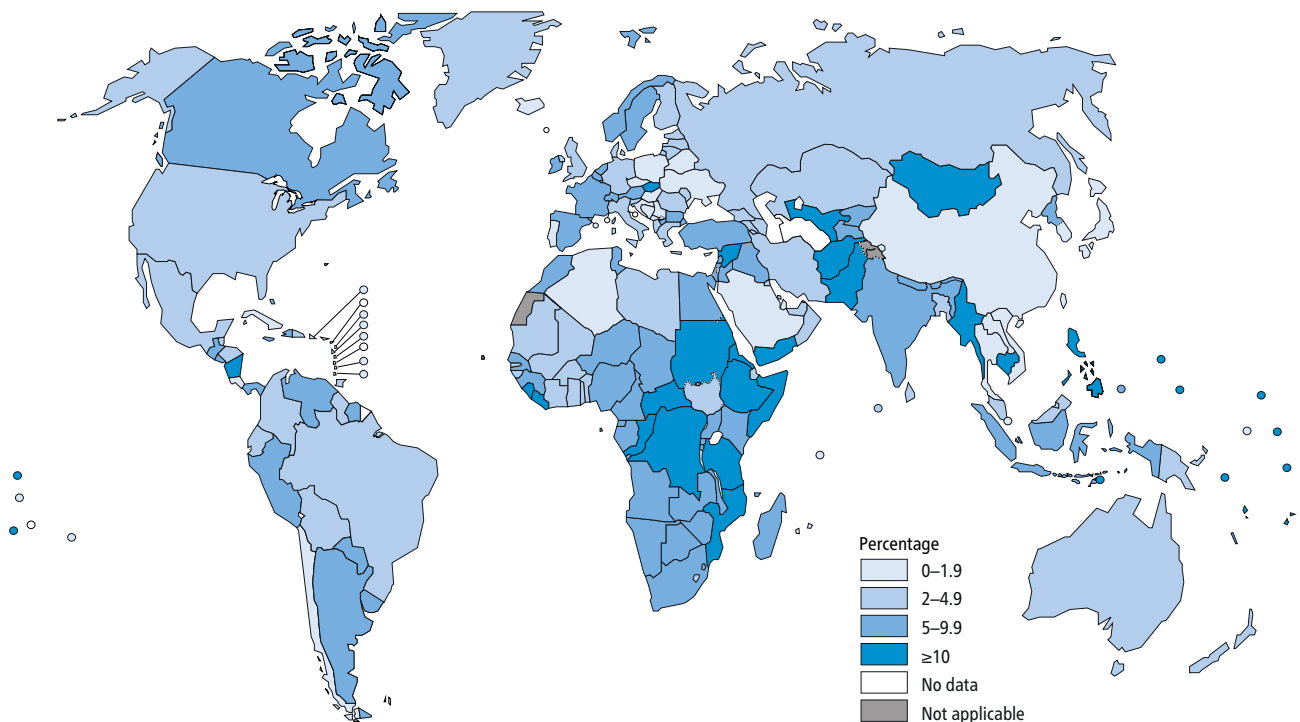 Percentage
0–1.9
2–4.9
5–9.9
≥10
No data
Not applicable